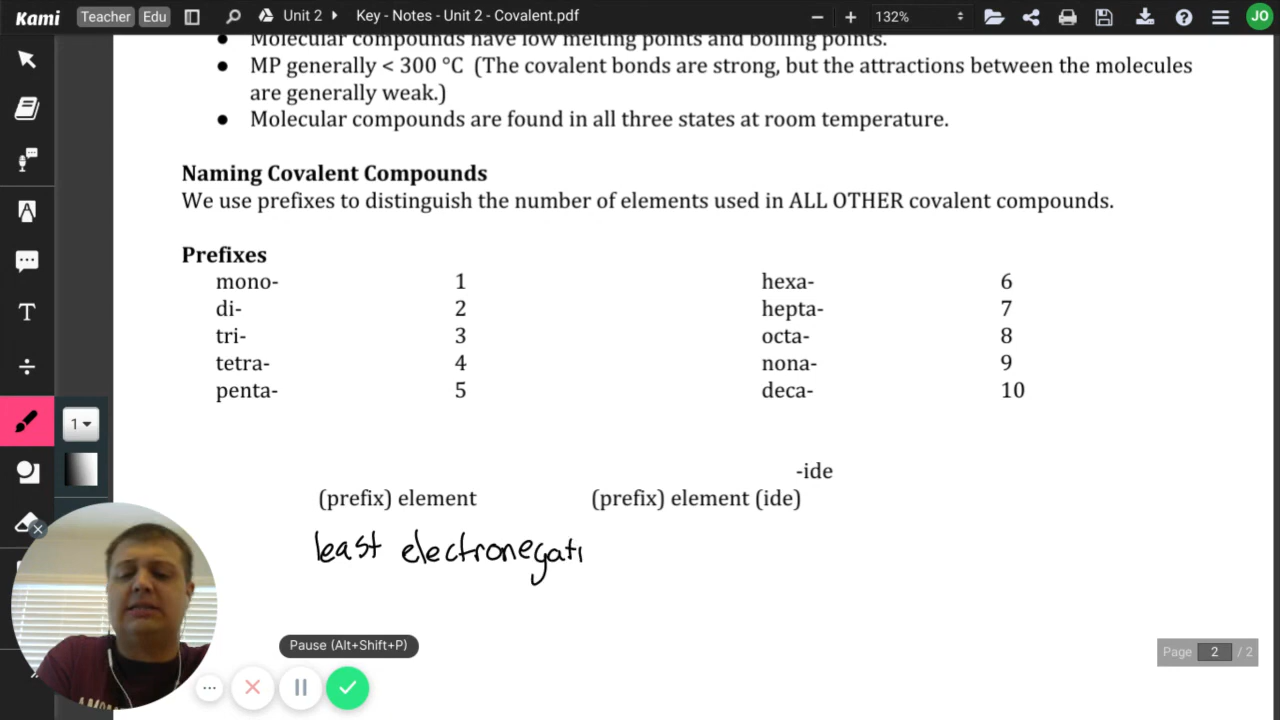 Kami Teacher Edu Unit 2 Key - Notes - Unit 2 - Covalent.pdf 132% JO
Molecular compounds have low melting points and boiling points.
MP generally < 300 °C (The covalent bonds are strong, but the attractions between the molecules
are generally weak.)
Molecular compounds are found in all three states at room temperature.
Naming Covalent Compounds
We use prefixes to distinguish the number of elements used in ALL OTHER covalent compounds.
Prefixes
mono- 1 hexa- 6
di- 2 hepta- 7
tri- 3 octa- 8
tetra- 4 nona- 9
penta- 5 deca- 10
1
-ide
(prefix) element (prefix) element (ide)
least electronegati
Pause (Alt+Shift+P)
Page 2 / 2